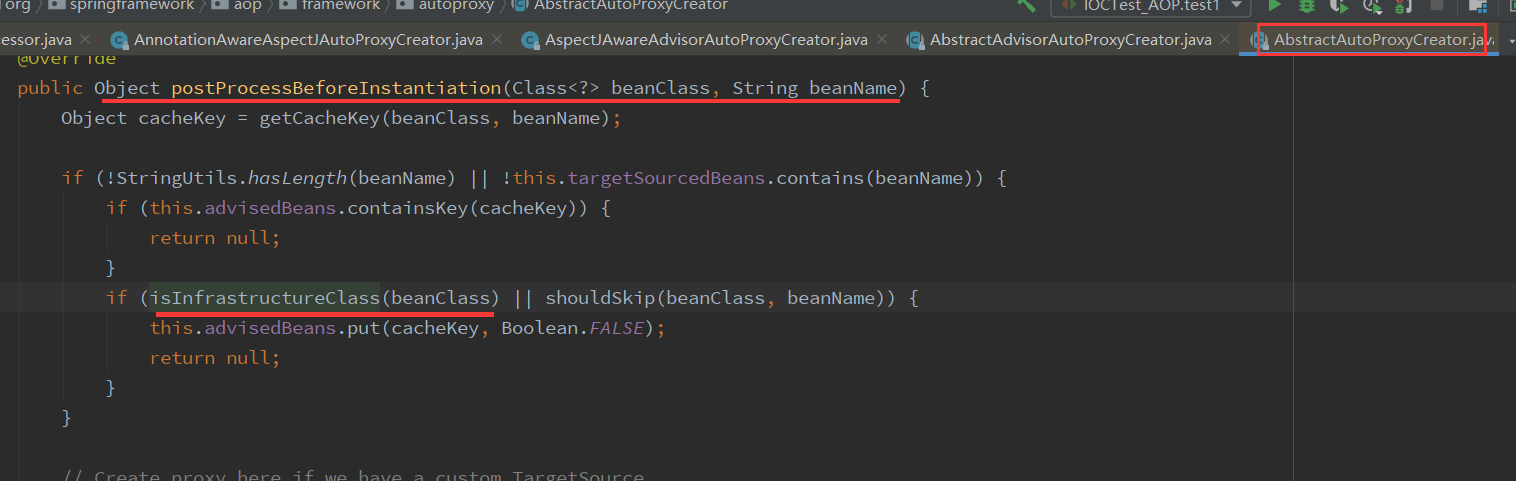 org springframework aop framework autoproxy AbstractAutoProxyCreator IOCTest_AOP.test1
essor.java AnnotationAwareAspectJAutoProxyCreator.java AspectJAwareAdvisorAutoProxyCreator.java AbstractAdvisorAutoProxyCreator.java AbstractAutoProxyCreator.java
@Override
public Object postProcessBeforeInstantiation(Class<?> beanClass, String beanName) {
Object cacheKey = getCacheKey(beanClass, beanName);
if (!StringUtils.hasLength(beanName) || !this.targetSourcedBeans.contains(beanName)) {
if (this.advisedBeans.containsKey(cacheKey)) {
return null;
}
if (isInfrastructureClass(beanClass) || shouldSkip(beanClass, beanName)) {
this.advisedBeans.put(cacheKey, Boolean.FALSE);
return null;
}
}
// Create proxy here if we have a custom TargetSource